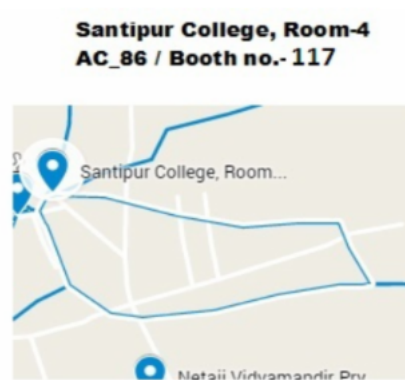 Santipur College, Room-4
AC_86 / Booth no.- 117
Santipur College, Room...
Netaji Vidyamandir Pry